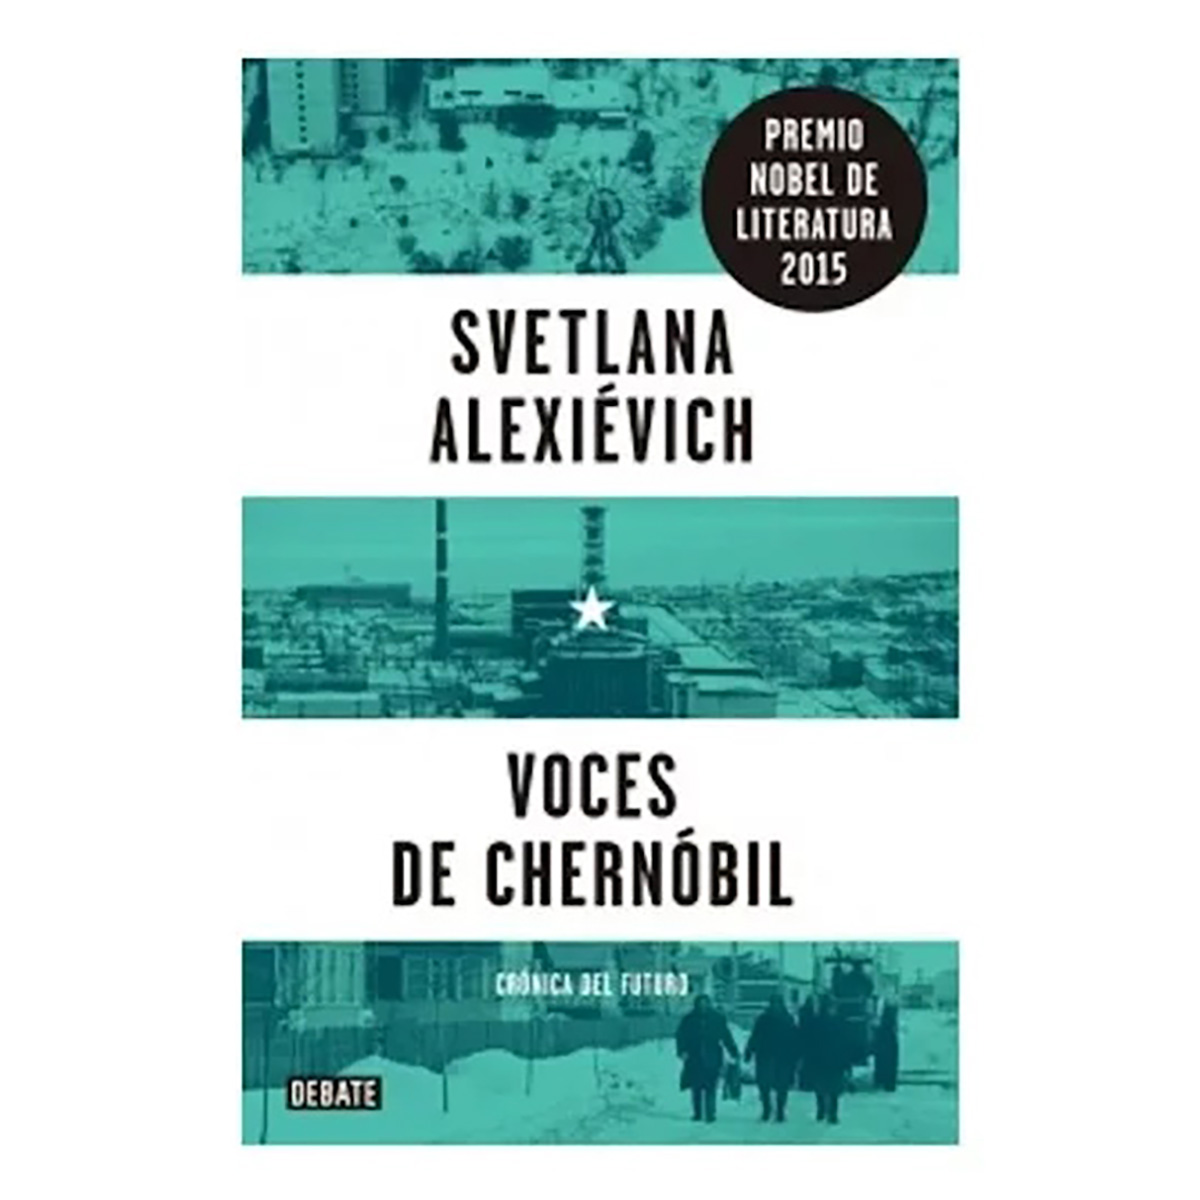 PREMIO
NOBEL DE
LITERATURA
2015
SVETLANA
ALEXIÉVICH
VOCES
DE CHERNÓBIL
CRÓNICA DEL FUTURO
DEBATE